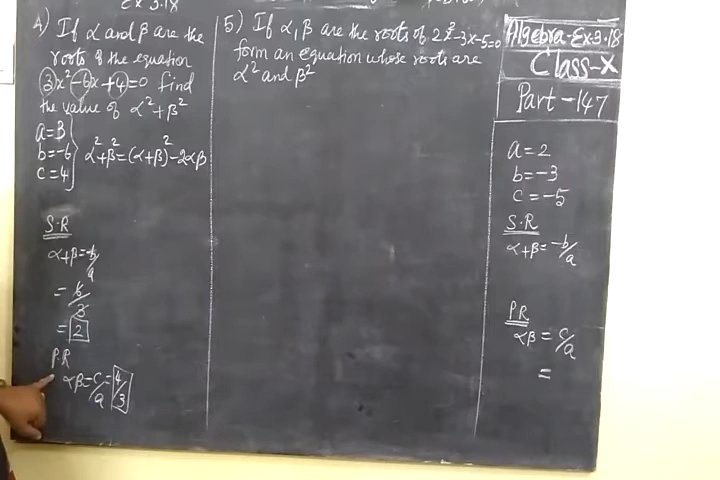 Ex 3.18
4) If α and β are the
roots of the equation
3x²-6x+4=0 find
the value of α²+β²
a=3
b=-6
c=4
α²+β²=(α+β)²-2αβ
S.R
α+β=-b/a
= 6/3
= 2
P.R
αβ=c/a=4/3
5) If α, β are the roots of 2x²-3x-5=0
form an equation whose roots are
α² and β²
Algebra-Ex-3.18
Class-X
Part-147
a=2
b=-3
c=-5
S.R
α+β=-b/a
P.R
αβ=c/a
=